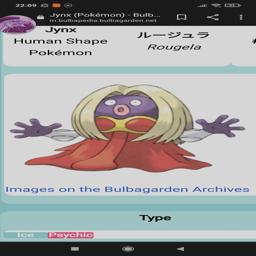 22:09
Jynx (Pokémon) - Bulb...
m.bulbapedia.bulbagarden.net
Jynx
Human Shape
Pokémon
ルージュラ
Rougela
Images on the Bulbagarden Archives
Type
Ice Psychic